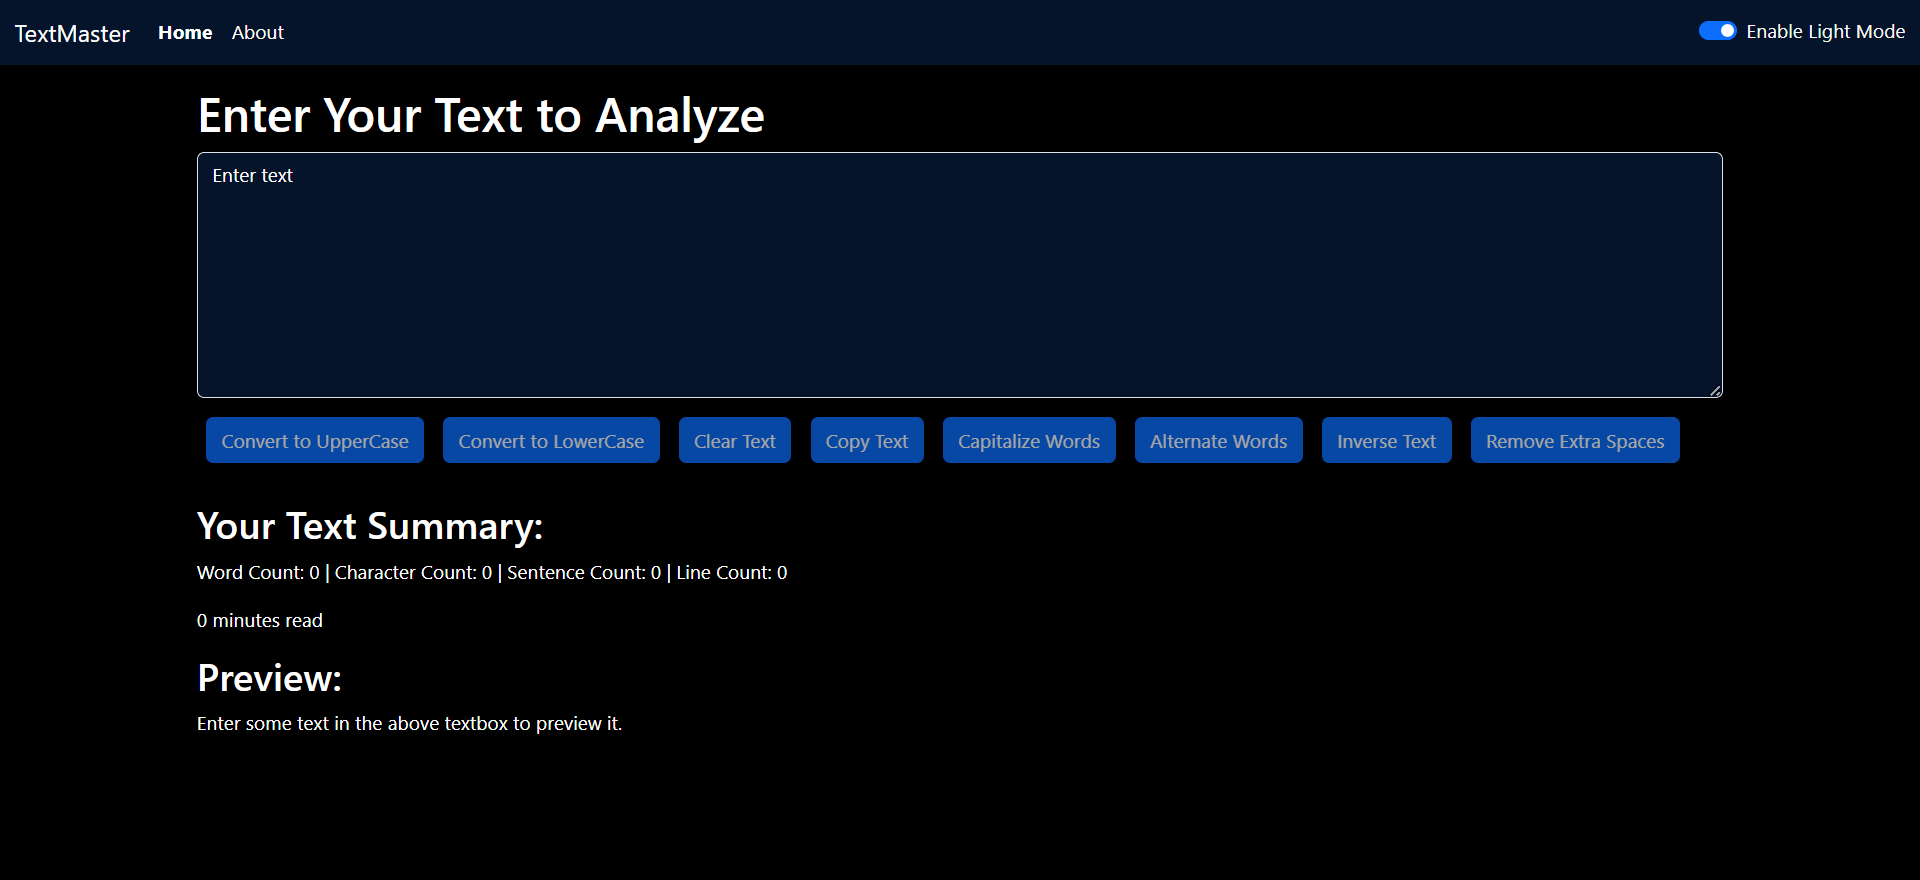 TextMaster Home About Enable Light Mode
Enter Your Text to Analyze
Enter text
Convert to UpperCase Convert to LowerCase Clear Text Copy Text Capitalize Words Alternate Words Inverse Text Remove Extra Spaces
Your Text Summary:
Word Count: 0 | Character Count: 0 | Sentence Count: 0 | Line Count: 0
0 minutes read
Preview:
Enter some text in the above textbox to preview it.